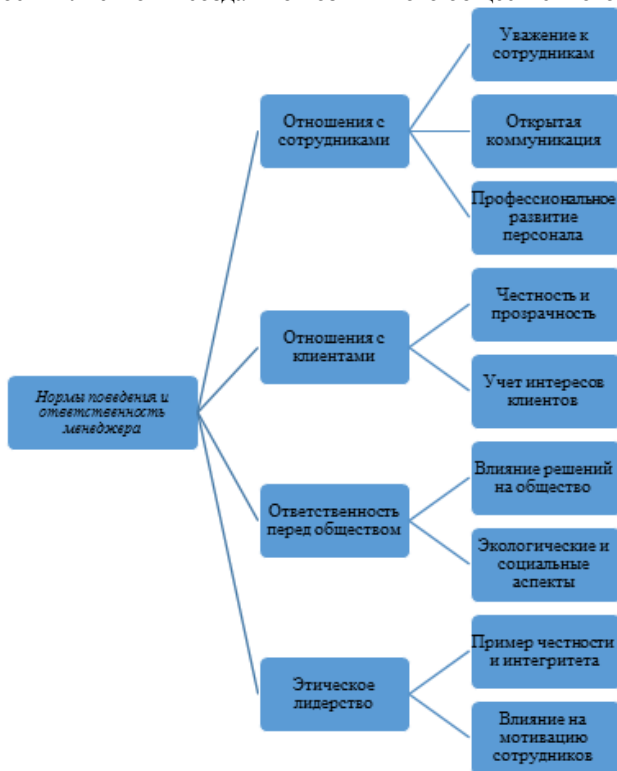 Уважение к
сотрудникам
Отношения с
сотрудниками
Открытая
коммуникация
Профессиональное
развитие
персонала
Честность и
прозрачность
Отношения с
клиентами
Учет интересов
клиентов
Нормы поведения и
ответственность
менеджера
Влияние решений
на общество
Ответственность
перед обществом
Экологические и
социальные
аспекты
Пример честности
и интегритета
Этическое
лидерство
Влияние на
мотивацию
сотрудников